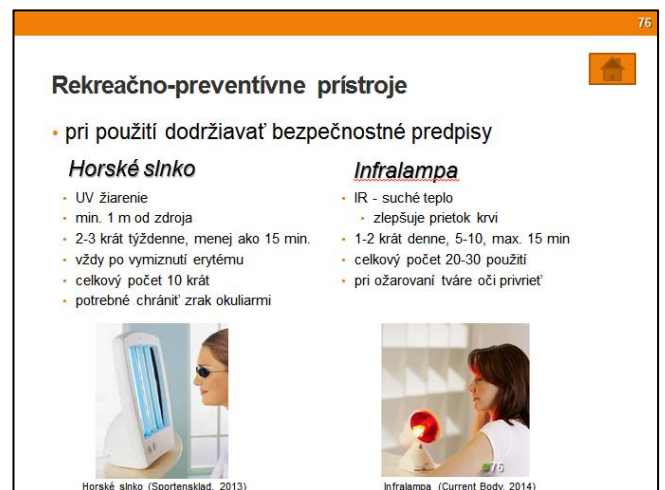 76
Rekreačno-preventívne prístroje
• pri použití dodržiavať bezpečnostné predpisy
Horské slnko
• UV žiarenie
• min. 1 m od zdroja
• 2-3 krát týždenne, menej ako 15 min.
• vždy po vymiznutí erytému
• celkový počet 10 krát
• potrebné chrániť zrak okuliarmi
Horské slnko (Sportensklad, 2013)
Infralampa
• IR - suché teplo
• zlepšuje prietok krvi
• 1-2 krát denne, 5-10, max. 15 min
• celkový počet 20-30 použití
• pri ožarovaní tváre oči privrieť
76
Infralampa (Current Body, 2014)